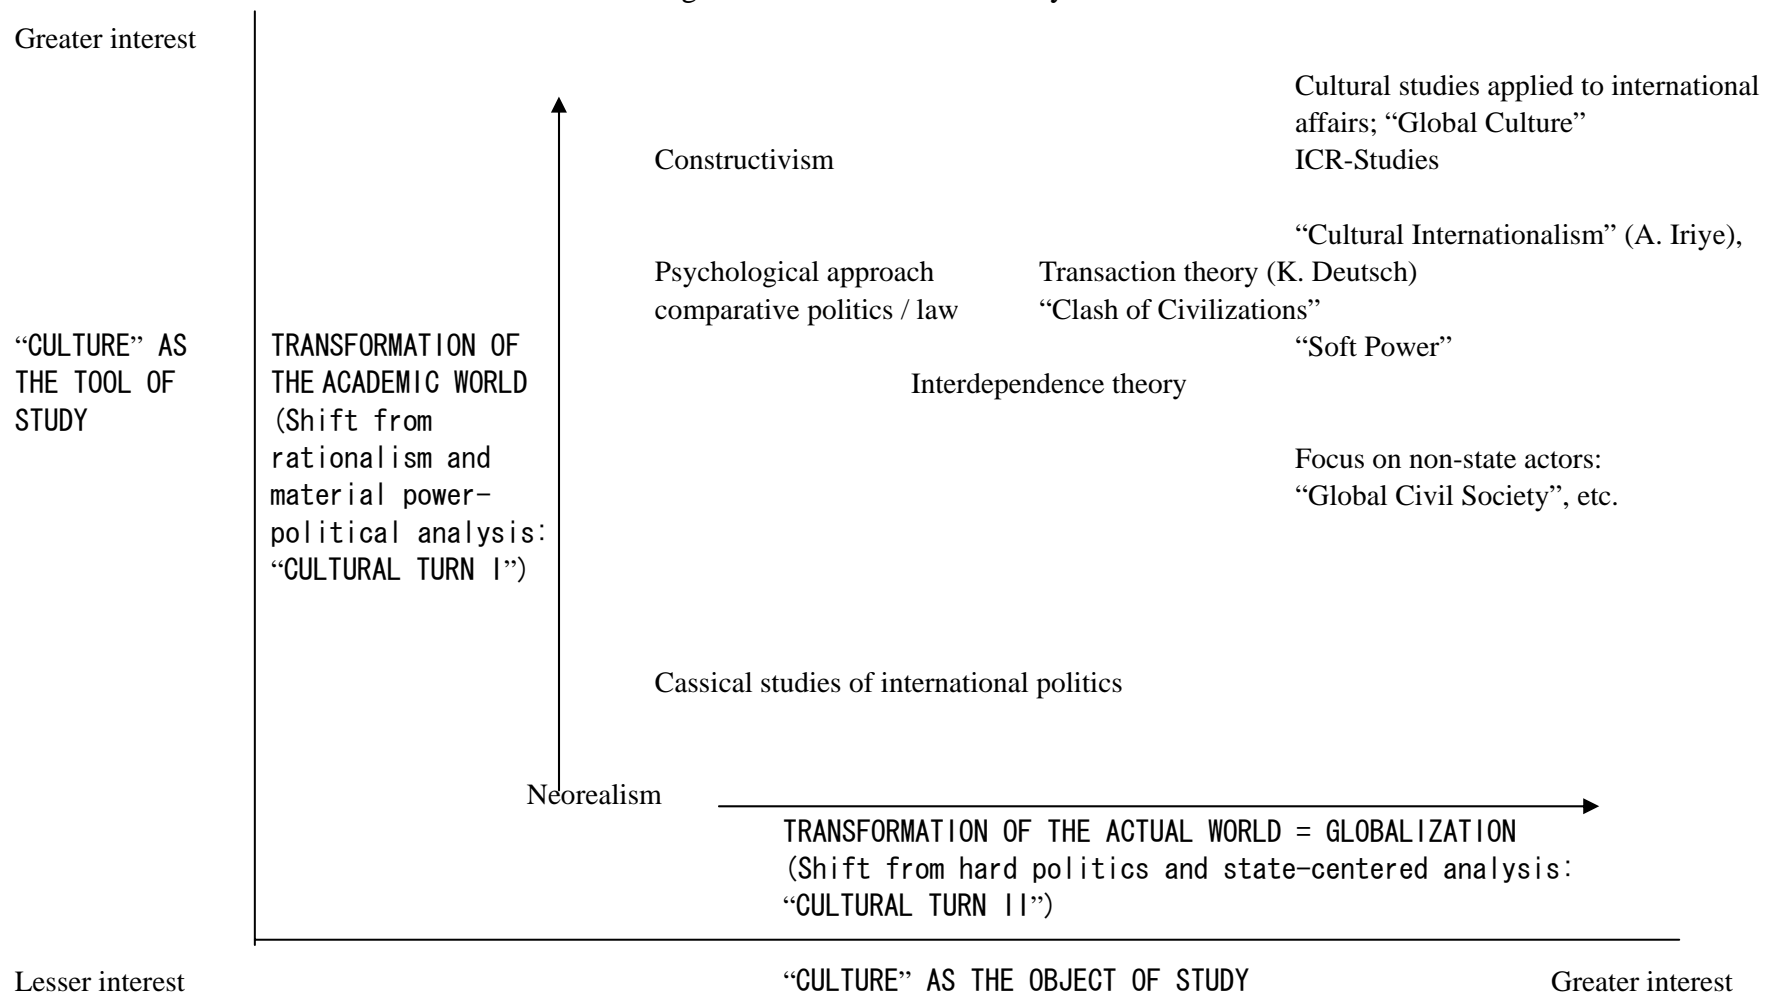 Greater interest
Cultural studies applied to international
affairs; “Global Culture”
Constructivism
ICR-Studies
“Cultural Internationalism” (A. Iriye),
Psychological approach
Transaction theory (K. Deutsch)
comparative politics / law
“Clash of Civilizations”
“Soft Power”
Interdependence theory
“CULTURE” AS
THE TOOL OF
STUDY
TRANSFORMATION OF
THE ACADEMIC WORLD
(Shift from
rationalism and
material power-
political analysis:
“CULTURAL TURN I”)
Focus on non-state actors:
“Global Civil Society”, etc.
Cassical studies of international politics
Neorealism
TRANSFORMATION OF THE ACTUAL WORLD = GLOBALIZATION
(Shift from hard politics and state-centered analysis:
“CULTURAL TURN II”)
Lesser interest
“CULTURE” AS THE OBJECT OF STUDY
Greater interest